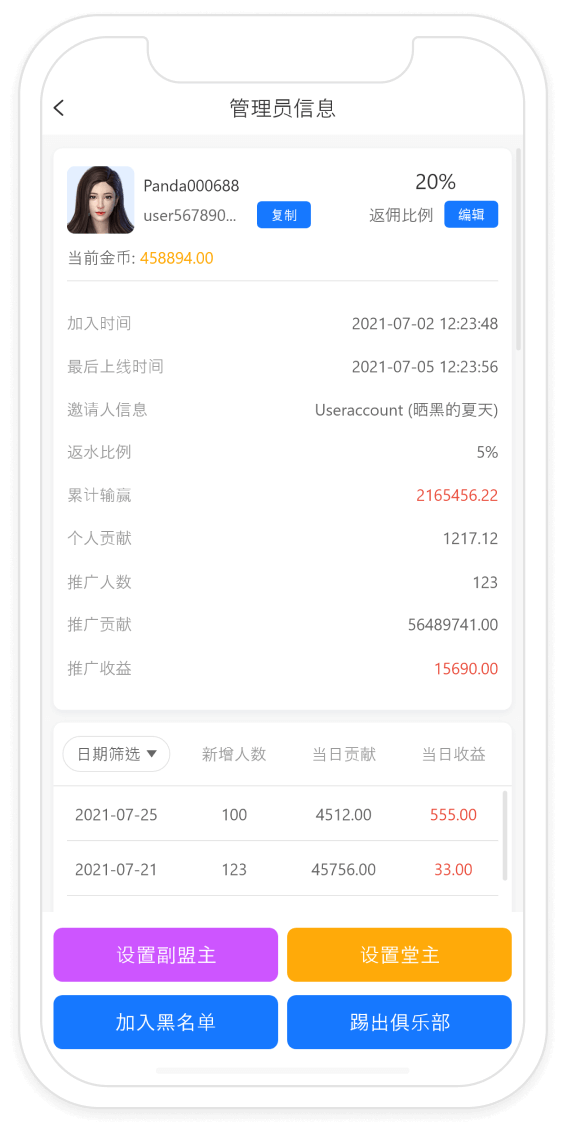 管理员信息
Panda000688
20%
user567890... 复制 返佣比例 编辑
当前金币: 458894.00
加入时间 2021-07-02 12:23:48
最后上线时间 2021-07-05 12:23:56
邀请人信息 Useraccount (晒黑的夏天)
返水比例 5%
累计输赢 2165456.22
个人贡献 1217.12
推广人数 123
推广贡献 56489741.00
推广收益 15690.00
日期筛选 ▼ 新增人数 当日贡献 当日收益
2021-07-25 100 4512.00 555.00
2021-07-21 123 45756.00 33.00
设置副盟主 设置堂主
加入黑名单 踢出俱乐部